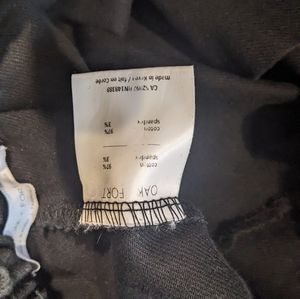 OAK + FORT
97% cotton
3% spandex
97% coton
3% spandex
Made in Korea / fait en Corée